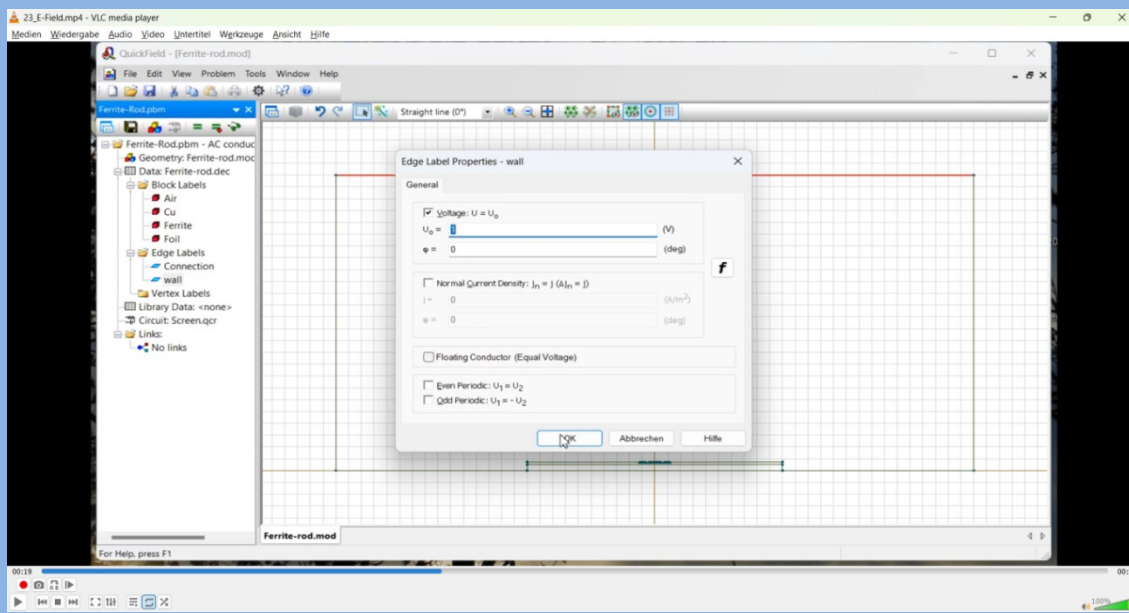 23_E-Field.mp4 - VLC media player
Medien Wiedergabe Audio Video Untertitel Werkzeuge Ansicht Hilfe
QuickField - [Ferrite-rod.mod]
File Edit View Problem Tools Window Help
Ferrite-Rod.pbm
Straight line (0°)
Ferrite-Rod.pbm - AC conduc
Geometry: Ferrite-rod.moc
Data: Ferrite-rod.dec
Block Labels
Air
Cu
Ferrite
Foil
Edge Labels
Connection
wall
Vertex Labels
Library Data: <none>
Circuit: Screen.qcr
Links:
No links
Edge Label Properties - wall
General
Voltage: U = U₀
U₀ = 1 (V)
φ = 0 (deg)
f
Normal Current Density: jₙ = j (Δjₙ = j)
j = 0 (A/m²)
φ = 0 (deg)
Floating Conductor (Equal Voltage)
Even Periodic: U₁ = U₂
Odd Periodic: U₁ = - U₂
OK Abbrechen Hilfe
Ferrite-rod.mod
For Help, press F1
00:19
100%